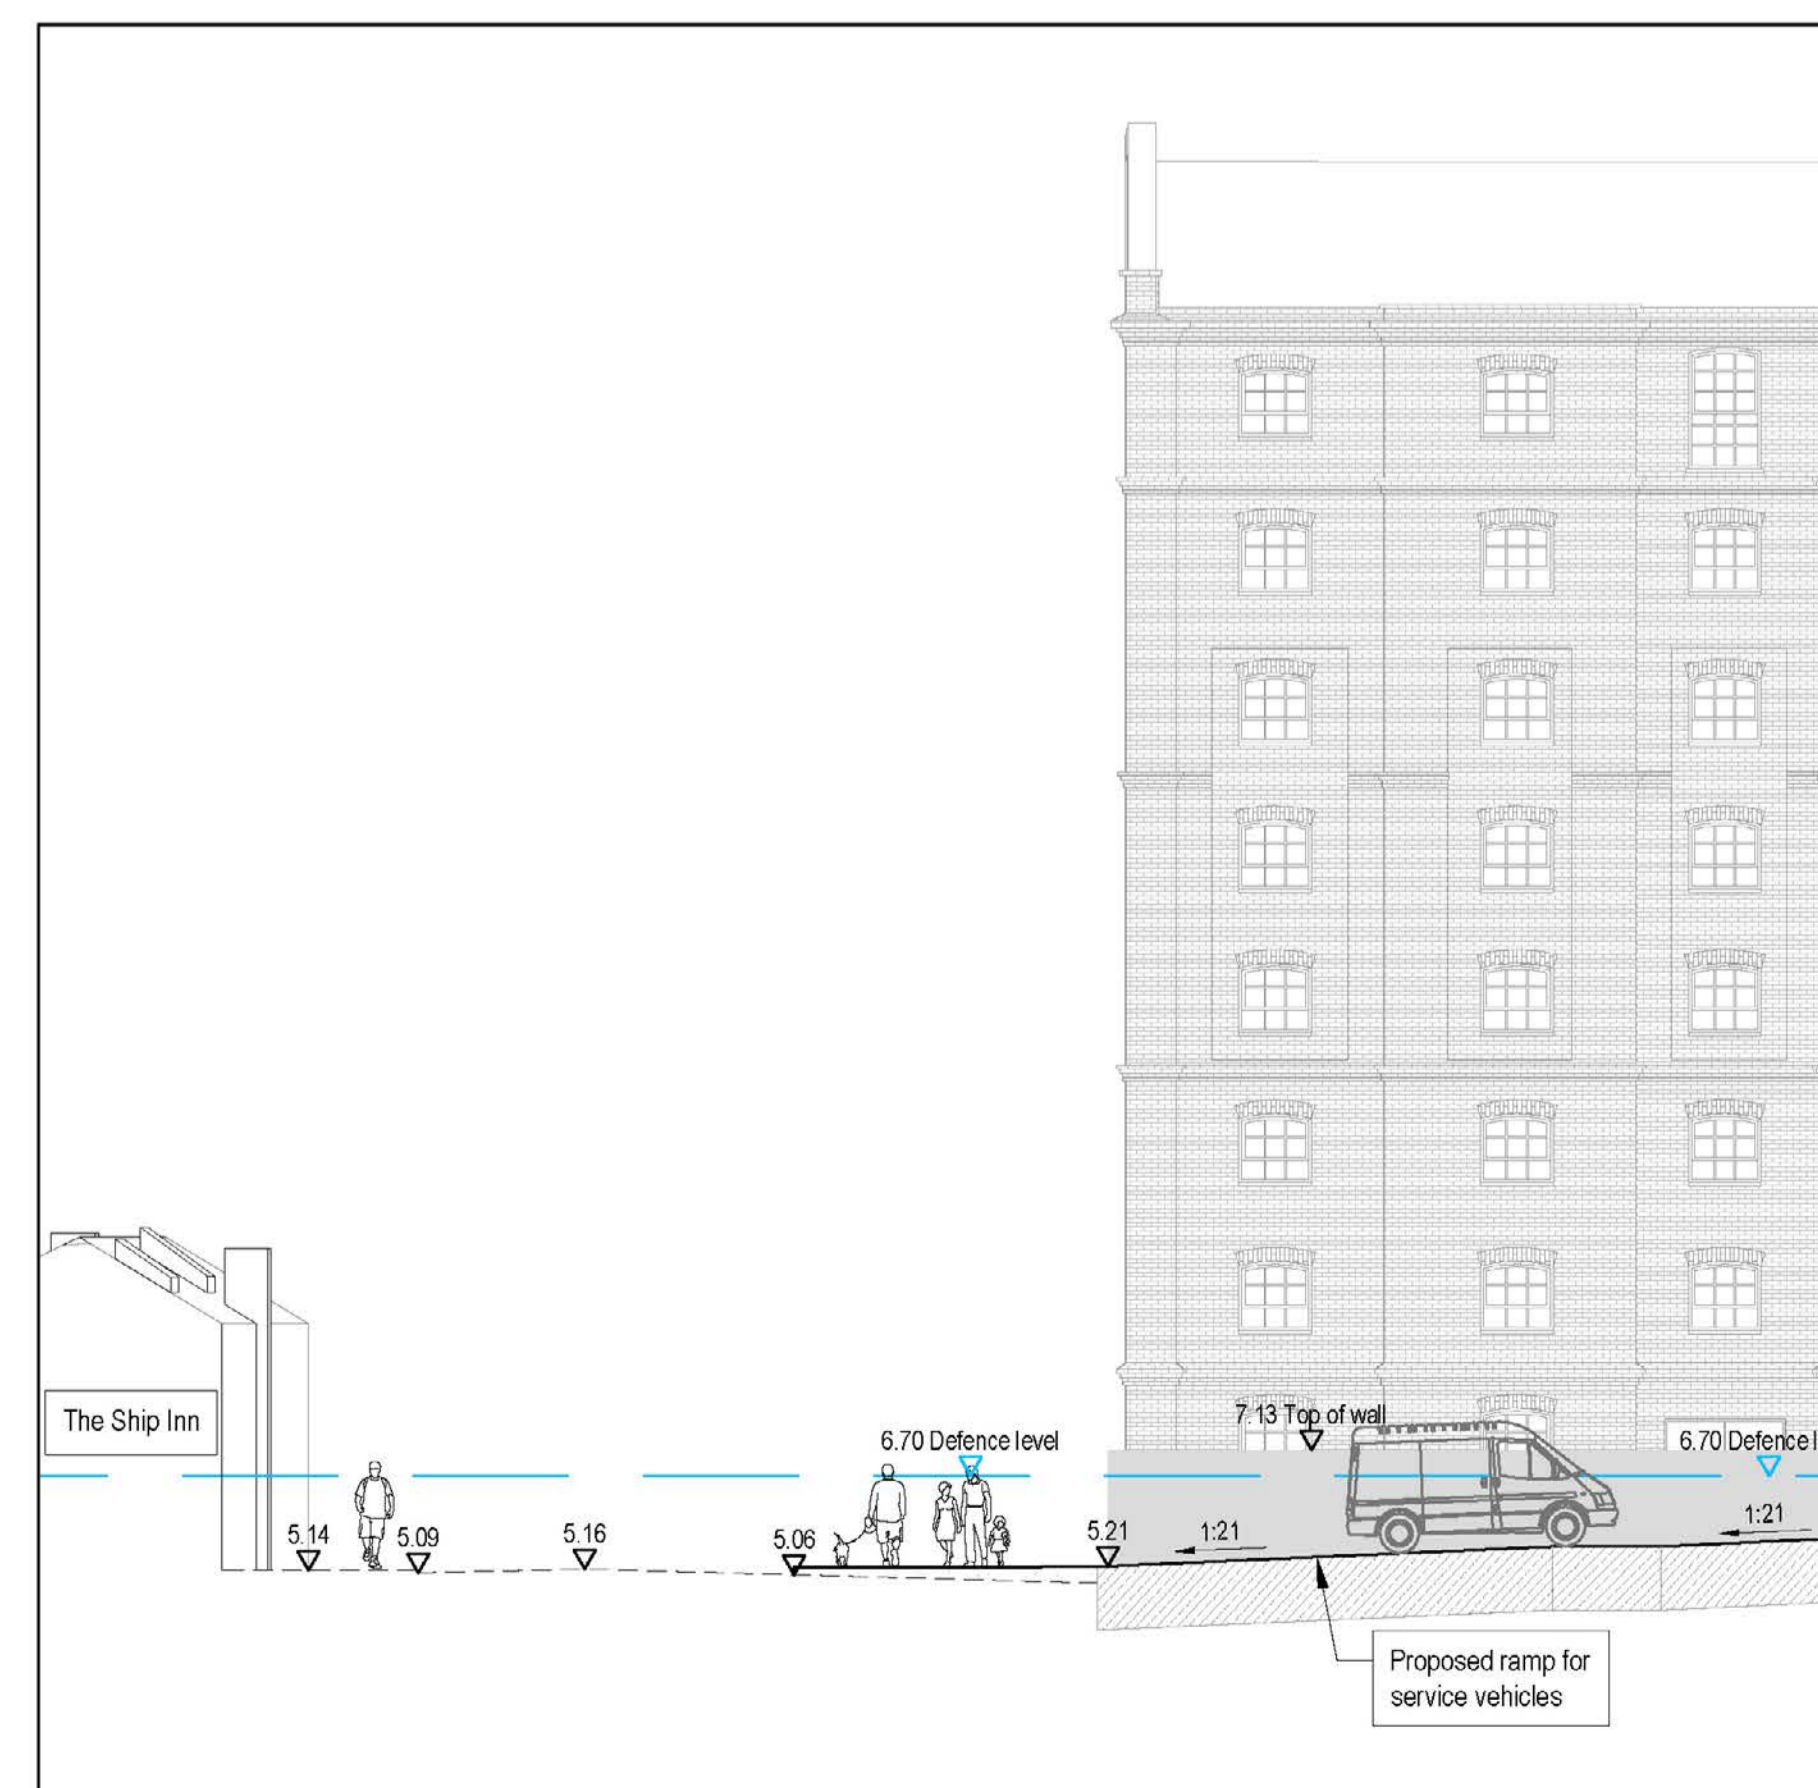 7.13 Top of wall
The Ship Inn
6.70 Defence level
6.70 Defence l
5.14
5.09
5.16
5.06
5.21
1:21
1:21
Proposed ramp for
service vehicles